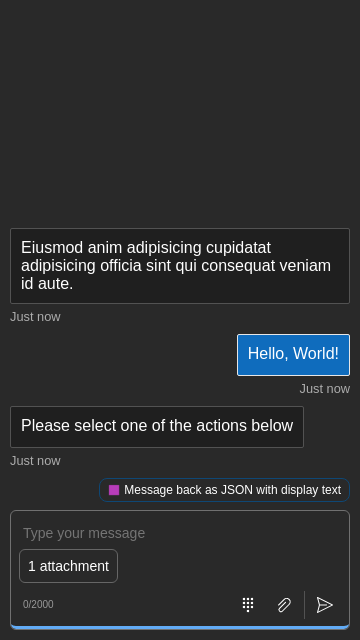 Eiusmod anim adipisicing cupidatat
adipisicing officia sint qui consequat veniam
id aute.
Just now
Hello, World!
Just now
Please select one of the actions below
Just now
Message back as JSON with display text
Type your message
1 attachment
0/2000